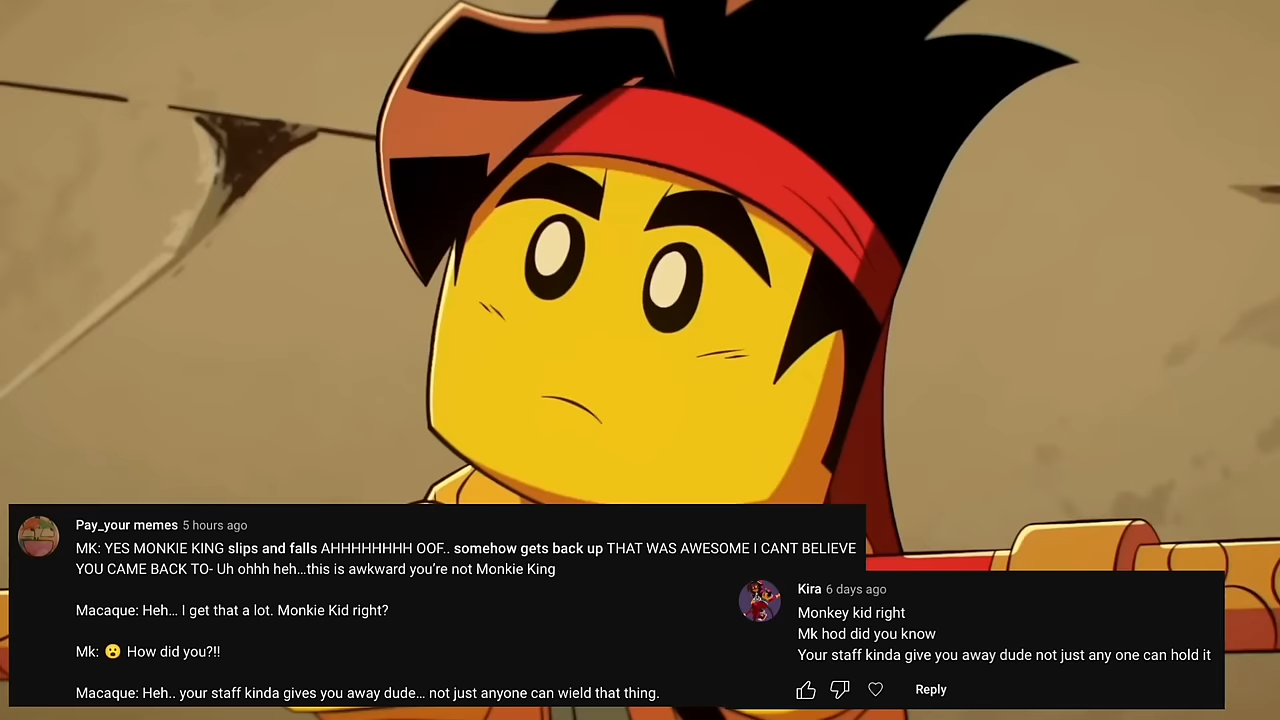 Pay_your memes 5 hours ago
MK: YES MONKIE KING slips and falls AHHHHHHHH OOF.. somehow gets back up THAT WAS AWESOME I CANT BELIEVE
YOU CAME BACK TO- Uh ohhh heh…this is awkward you’re not Monkie King
Macaque: Heh… I get that a lot. Monkie Kid right?
Mk: 😮 How did you?!!
Macaque: Heh.. your staff kinda gives you away dude… not just anyone can wield that thing.
Kira 6 days ago
Monkey kid right
Mk hod did you know
Your staff kinda give you away dude not just any one can hold it
Reply